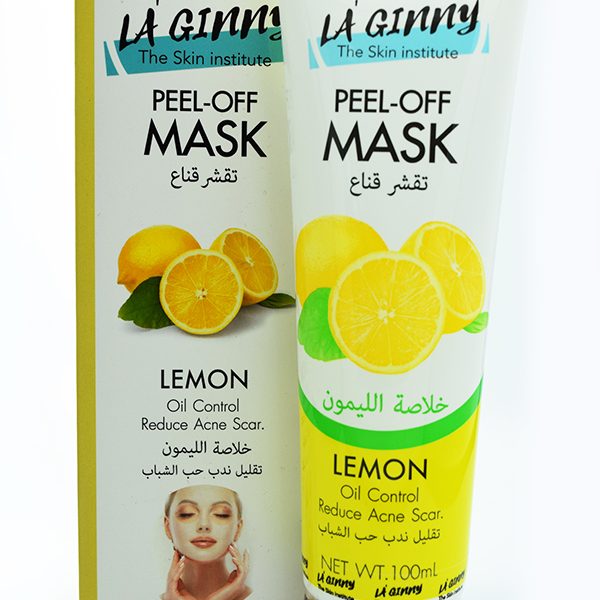 LA' GINNY
The Skin institute
PEEL-OFF
MASK
تقشر قناع
LEMON
Oil Control
Reduce Acne Scar.
خلاصة الليمون
تقليل ندب حب الشباب
LA' GINNY
The Skin institute
PEEL-OFF
MASK
تقشر قناع
خلاصة الليمون
LEMON
Oil Control
Reduce Acne Scar.
تقليل ندب حب الشباب
NET WT.100mL
LA' GINNY LA' GINNY